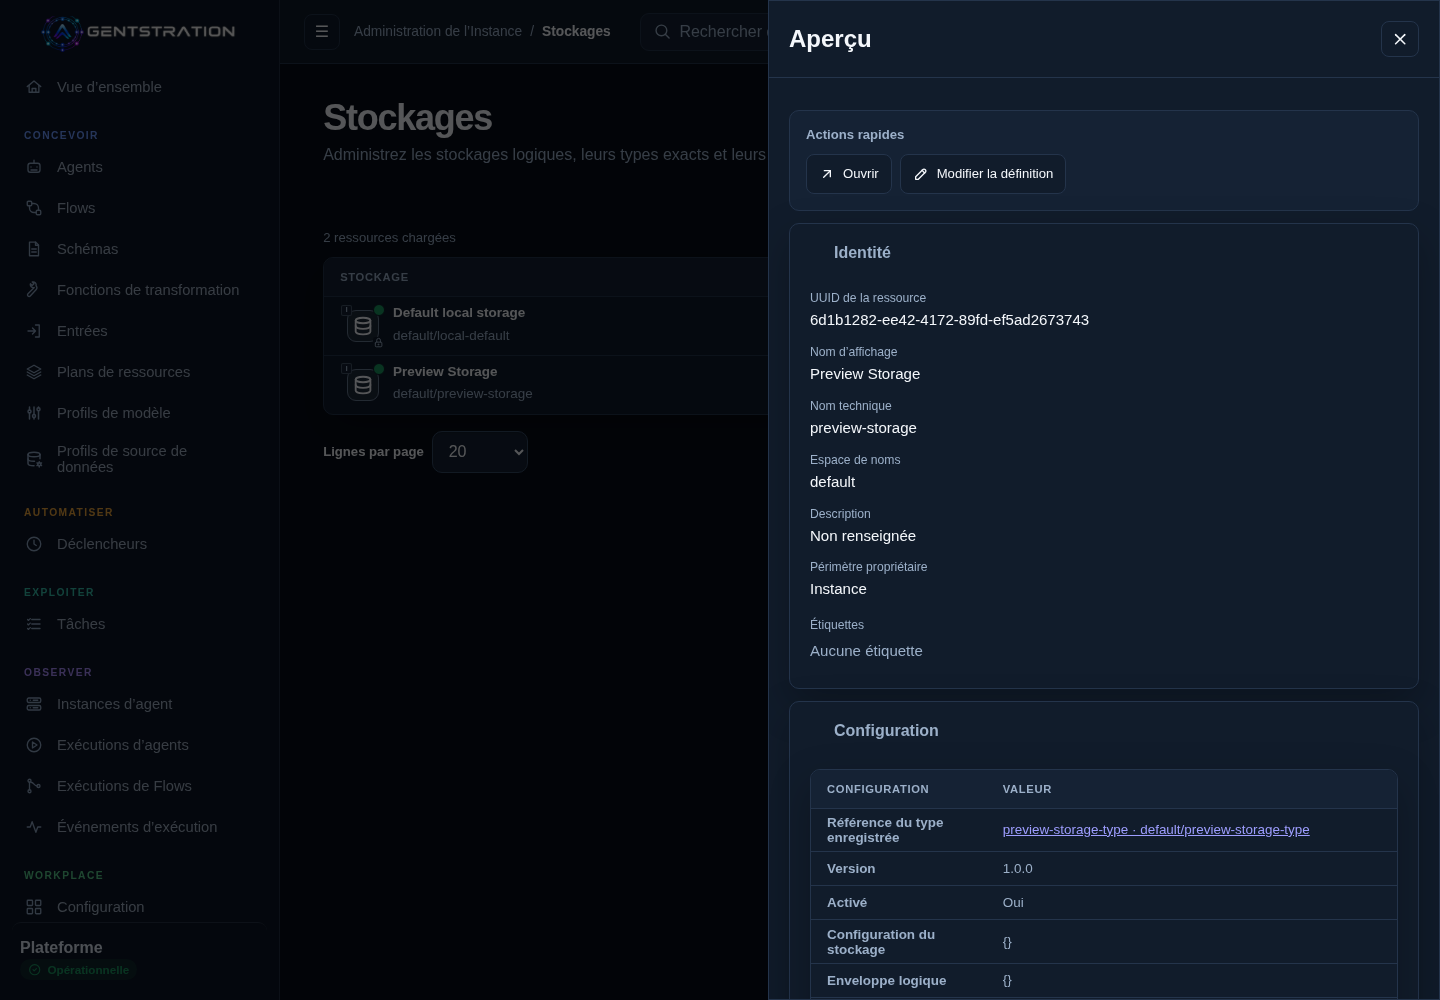 GENTSTRATION
Vue d’ensemble
CONCEVOIR
Agents
Flows
Schémas
Fonctions de transformation
Entrées
Plans de ressources
Profils de modèle
Profils de source de
données
AUTOMATISER
Déclencheurs
EXPLOITER
Tâches
OBSERVER
Instances d’agent
Exécutions d’agents
Exécutions de Flows
Événements d’exécution
WORKPLACE
Configuration
Plateforme
Opérationnelle
Administration de l’Instance / Stockages
Rechercher
Stockages
Administrez les stockages logiques, leurs types exacts et leurs
2 ressources chargées
STOCKAGE
I
Default local storage
default/local-default
I
Preview Storage
default/preview-storage
Lignes par page 20
Aperçu
Actions rapides
Ouvrir Modifier la définition
Identité
UUID de la ressource
6d1b1282-ee42-4172-89fd-ef5ad2673743
Nom d’affichage
Preview Storage
Nom technique
preview-storage
Espace de noms
default
Description
Non renseignée
Périmètre propriétaire
Instance
Étiquettes
Aucune étiquette
Configuration
CONFIGURATION VALEUR
Référence du type
enregistrée
preview-storage-type · default/preview-storage-type
Version 1.0.0
Activé Oui
Configuration du
stockage
{}
Enveloppe logique {}